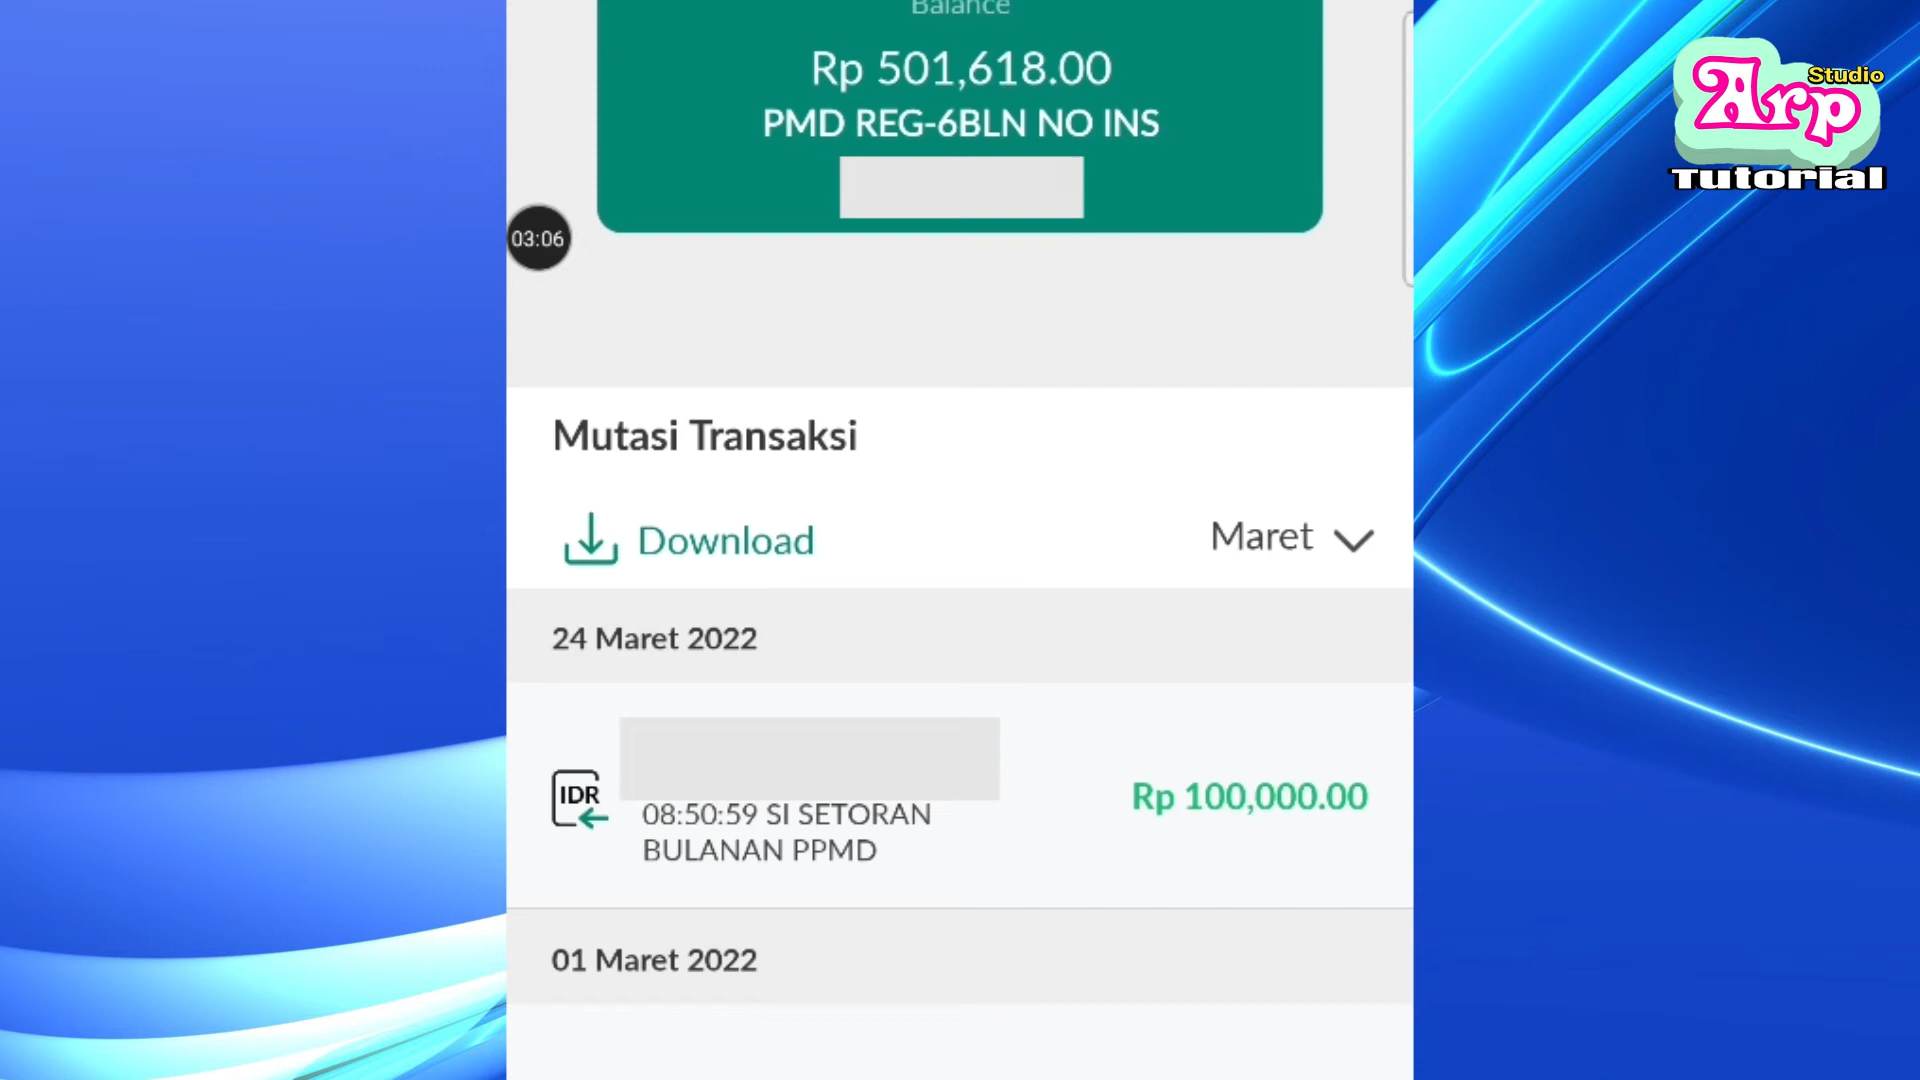 Balance
Rp 501,618.00
PMD REG-6BLN NO INS
03:06
Mutasi Transaksi
Download
Maret
24 Maret 2022
IDR
08:50:59 SI SETORAN
BULANAN PPMD
Rp 100,000.00
01 Maret 2022
Arp Studio
Tutorial